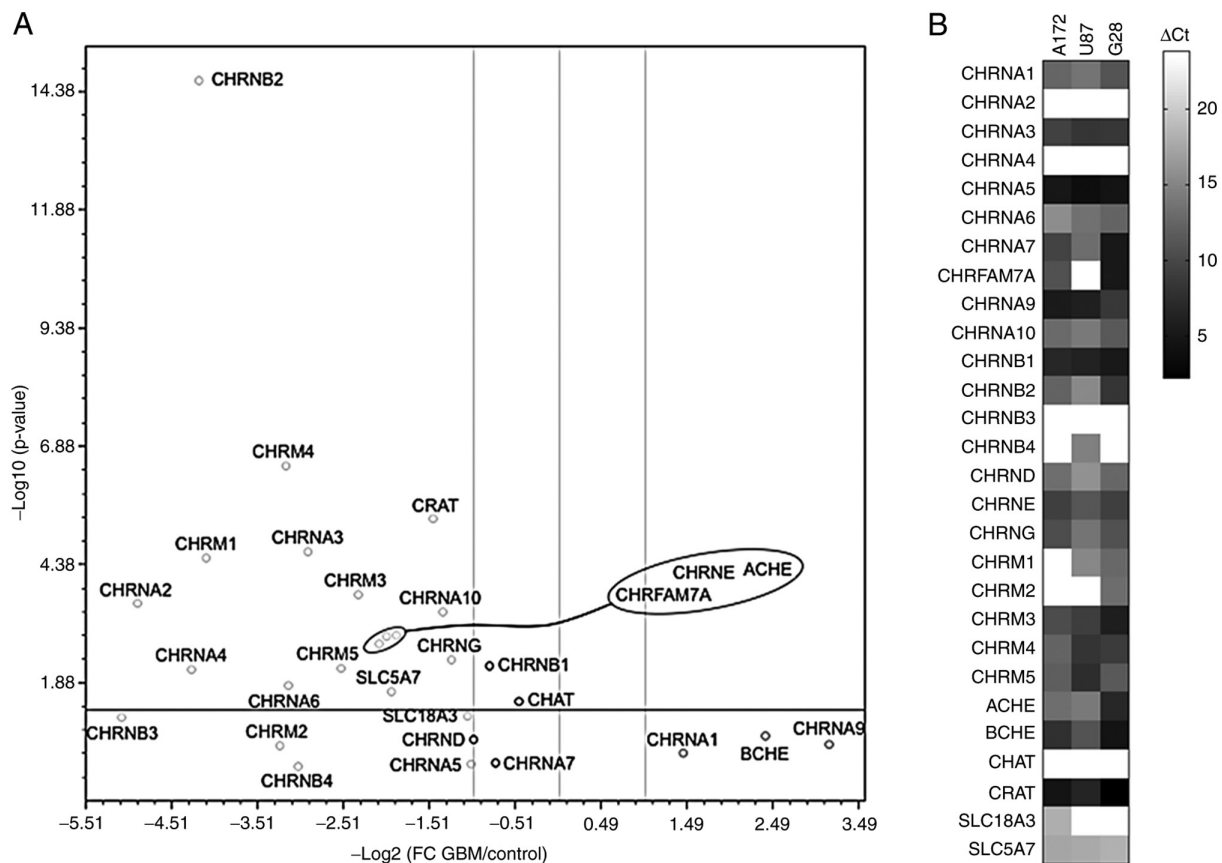 A
CHRNB2
14.38
11.88
9.38
6.88
4.38
1.88
−Log10 (p-value)
CHRM4
CRAT
CHRM1
CHRNA3
CHRNE ACHE
CHRM3
CHRFAM7A
CHRNA2
CHRNA10
CHRNG
CHRNA4
CHRM5
CHRNB1
SLC5A7
CHRNA6
CHAT
CHRNB3
SLC18A3
CHRM2
CHRND
CHRNA1
CHRNA9
BCHE
CHRNB4
CHRNA5
CHRNA7
−5.51 −4.51 −3.51 −2.51 −1.51 −0.51 0.49 1.49 2.49 3.49
−Log2 (FC GBM/control)
B
A172 U87 G28
ΔCt
CHRNA1
CHRNA2
CHRNA3
CHRNA4
CHRNA5
CHRNA6
CHRNA7
CHRFAM7A
CHRNA9
CHRNA10
CHRNB1
CHRNB2
CHRNB3
CHRNB4
CHRND
CHRNE
CHRNG
CHRM1
CHRM2
CHRM3
CHRM4
CHRM5
ACHE
BCHE
CHAT
CRAT
SLC18A3
SLC5A7
20
15
10
5